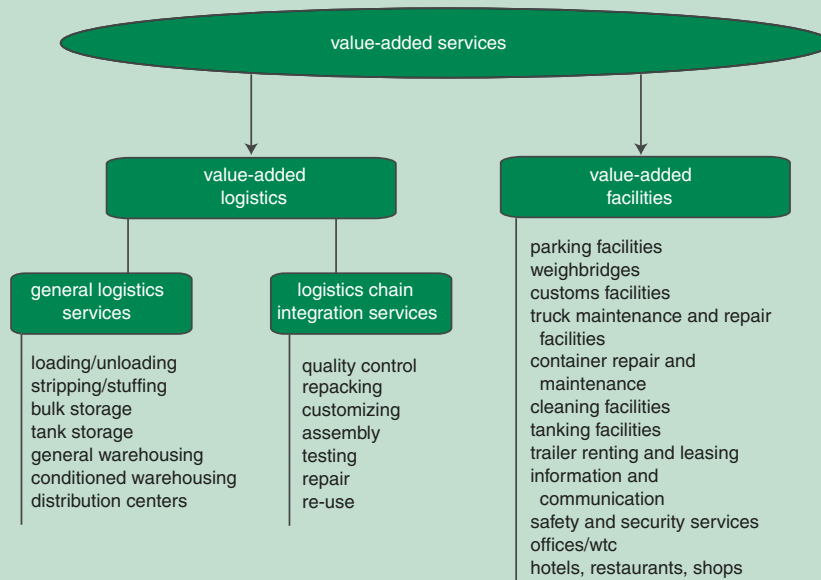 value-added services
value-added
logistics
value-added
facilities
general logistics
services
logistics chain
integration services
loading/unloading
stripping/stuffing
bulk storage
tank storage
general warehousing
conditioned warehousing
distribution centers
quality control
repacking
customizing
assembly
testing
repair
re-use
parking facilities
weighbridges
customs facilities
truck maintenance and repair
facilities
container repair and
maintenance
cleaning facilities
tanking facilities
trailer renting and leasing
information and
communication
safety and security services
offices/wtc
hotels, restaurants, shops